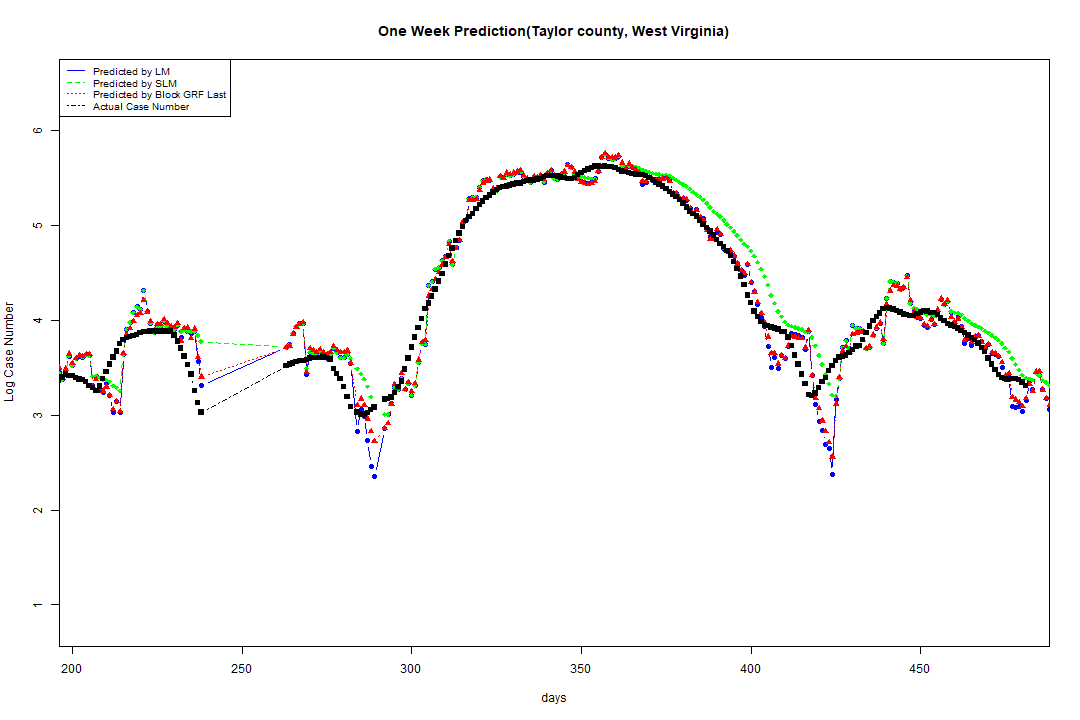 One Week Prediction(Taylor county, West Virginia)
Predicted by LM
Predicted by SLM
Predicted by Block GRF Last
Actual Case Number
6
5
4
3
2
1
Log Case Number
200 250 300 350 400 450
days